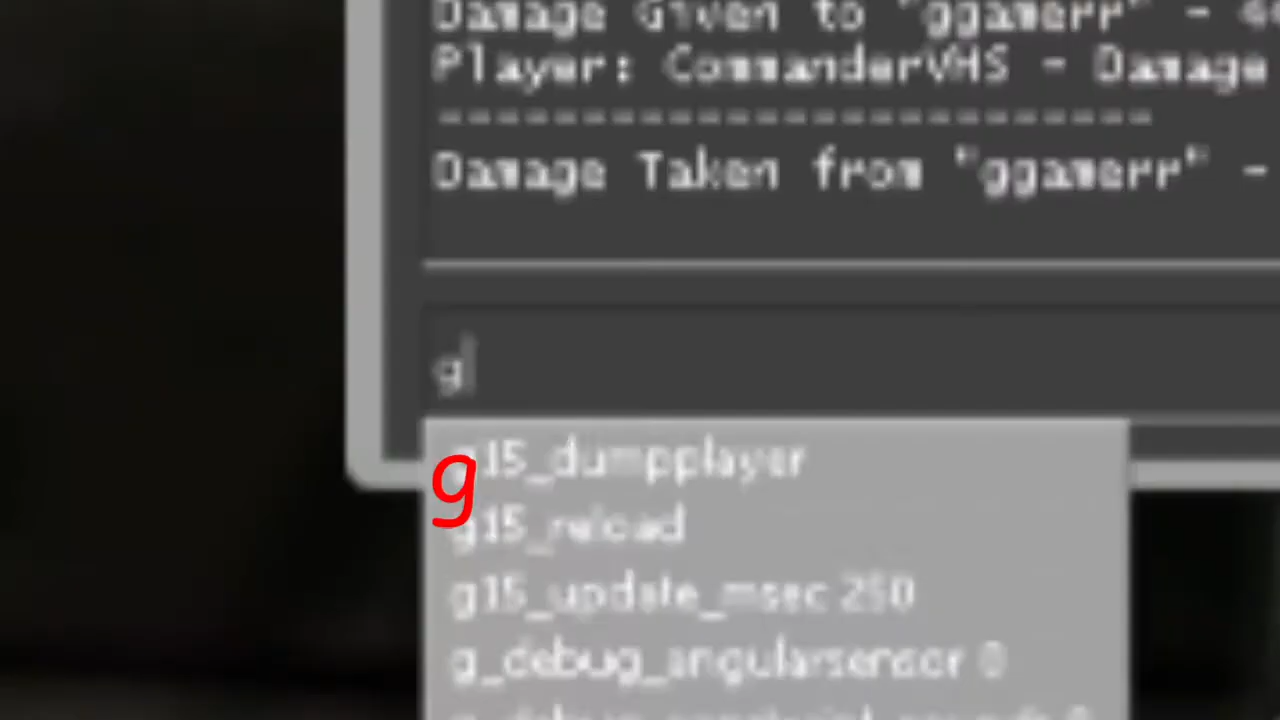 Damage Given to "ggamerr" -
Player: CommanderVHS - Damage
---------------------------
Damage Taken from "ggamerr" -
g
g15_dumpplayer
g
g15_reload
g15_update_msec 250
g_debug_angularsensor 0